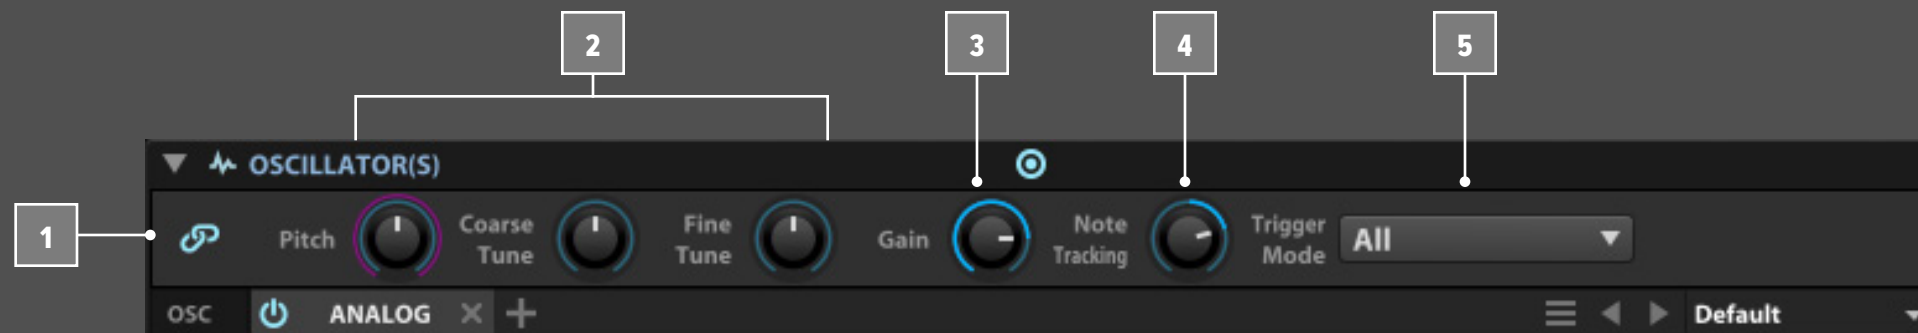 2
3
4
5
OSCILLATOR(S)
1
Pitch
Coarse
Tune
Fine
Tune
Gain
Note
Tracking
Trigger
Mode
All
OSC
ANALOG
Default